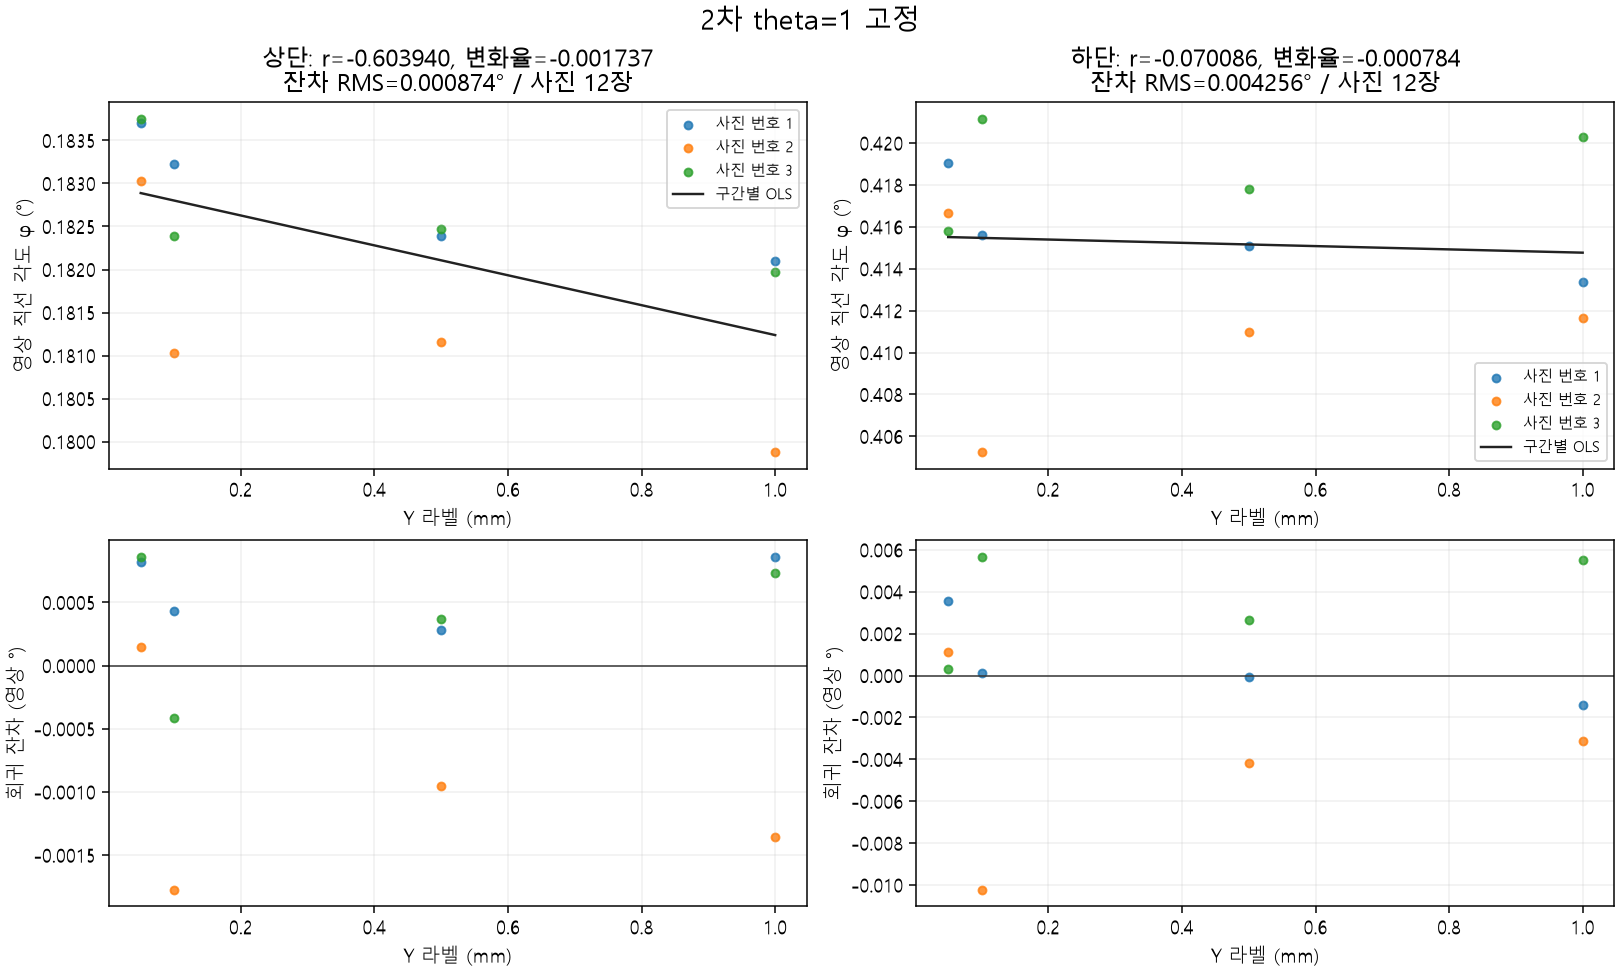 2차 theta=1 고정
상단: r=-0.603940, 변화율=-0.001737
잔차 RMS=0.000874° / 사진 12장
0.1835
0.1830
0.1825
0.1820
0.1815
0.1810
0.1805
0.1800
영상 직선 각도 φ (°)
사진 번호 1
사진 번호 2
사진 번호 3
구간별 OLS
0.2
0.4
0.6
0.8
1.0
Y 라벨 (mm)
하단: r=-0.070086, 변화율=-0.000784
잔차 RMS=0.004256° / 사진 12장
0.420
0.418
0.416
0.414
0.412
0.410
0.408
0.406
영상 직선 각도 φ (°)
사진 번호 1
사진 번호 2
사진 번호 3
구간별 OLS
0.2
0.4
0.6
0.8
1.0
Y 라벨 (mm)
0.0005
0.0000
-0.0005
-0.0010
-0.0015
회귀 잔차 (영상 °)
0.2
0.4
0.6
0.8
1.0
Y 라벨 (mm)
0.006
0.004
0.002
0.000
-0.002
-0.004
-0.006
-0.008
-0.010
회귀 잔차 (영상 °)
0.2
0.4
0.6
0.8
1.0
Y 라벨 (mm)